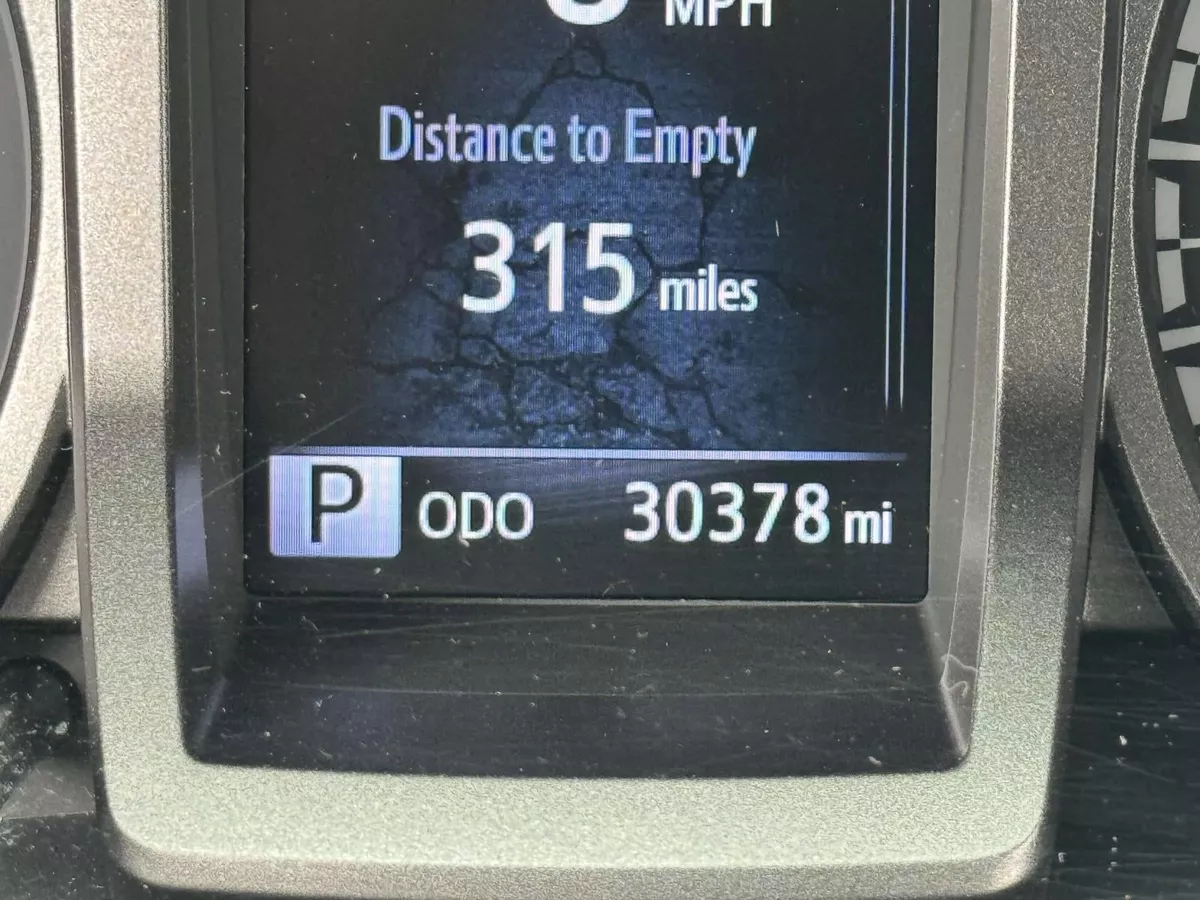 MPH
Distance to Empty
315 miles
P ODO 30378 mi